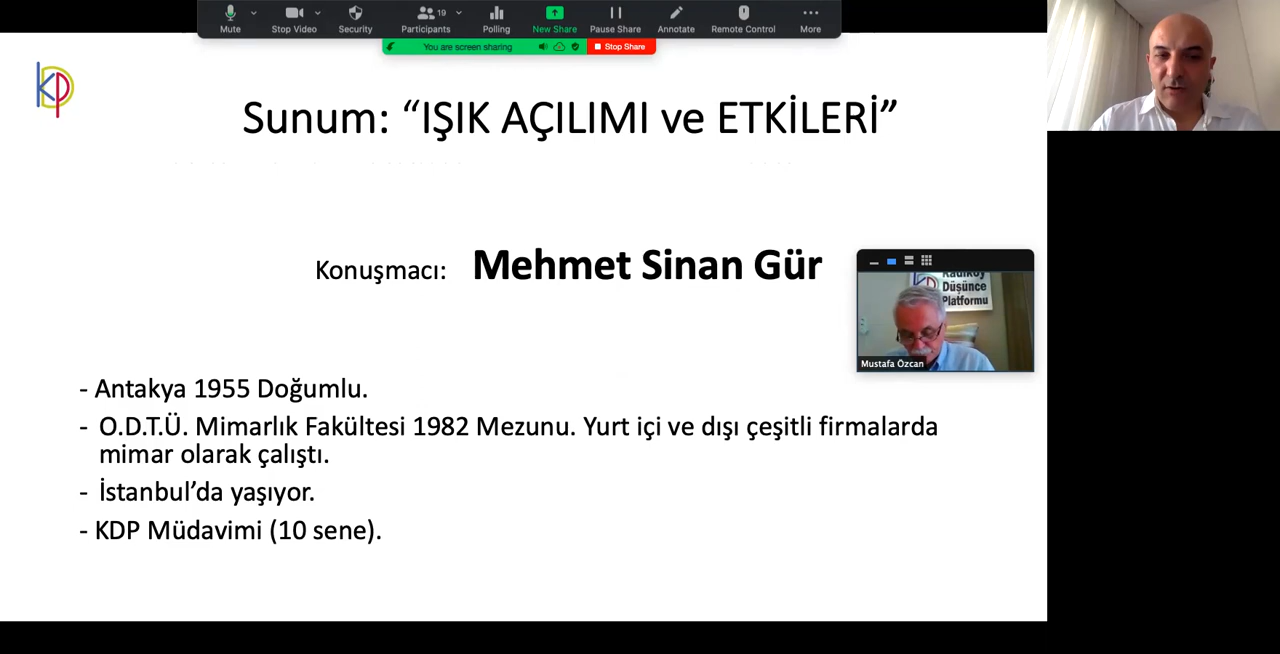 Mute
Stop Video
Security
19
Participants
Polling
New Share
Pause Share
Annotate
Remote Control
More
You are screen sharing
Stop Share
kDp
Sunum: “IŞIK AÇILIMI ve ETKİLERİ”
Konuşmacı: Mehmet Sinan Gür
Kadıköy
Düşünce
Platformu
Mustafa Özcan
- Antakya 1955 Doğumlu.
- O.D.T.Ü. Mimarlık Fakültesi 1982 Mezunu. Yurt içi ve dışı çeşitli firmalarda
mimar olarak çalıştı.
- İstanbul’da yaşıyor.
- KDP Müdavimi (10 sene).